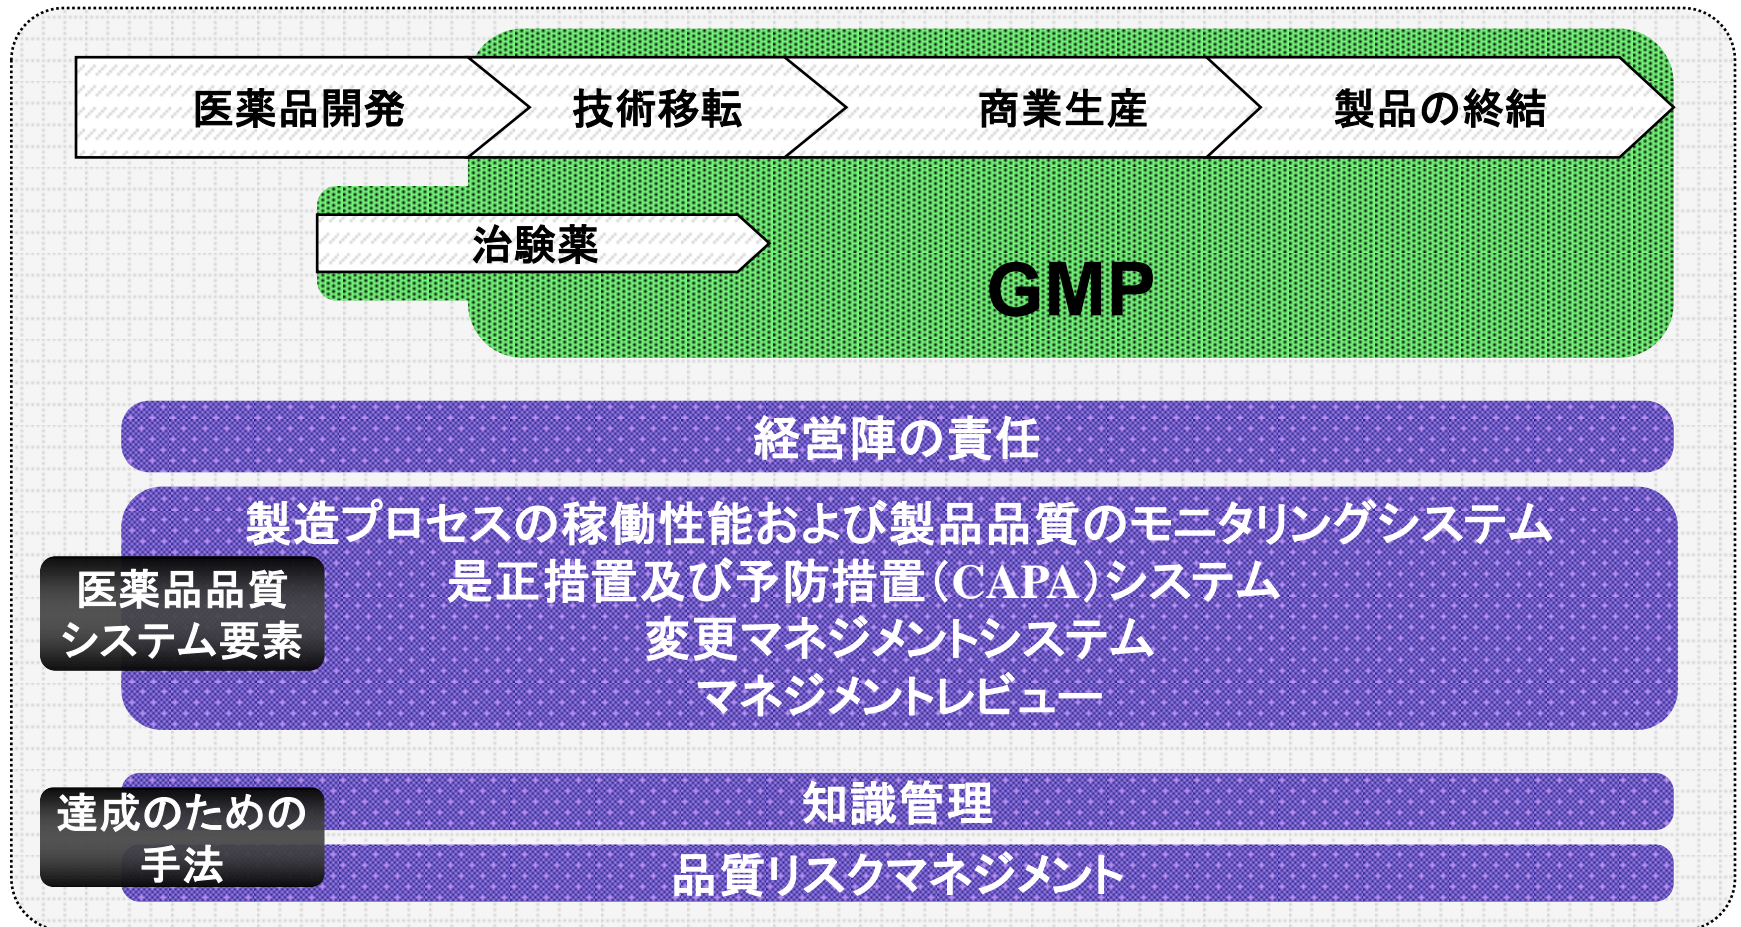 医薬品開発
技術移転
商業生産
製品の終結
治験薬
GMP
経営陣の責任
製造プロセスの稼働性能および製品品質のモニタリングシステム
是正措置及び予防措置（CAPA）システム
変更マネジメントシステム
マネジメントレビュー
医薬品品質
システム要素
知識管理
品質リスクマネジメント
達成のための
手法